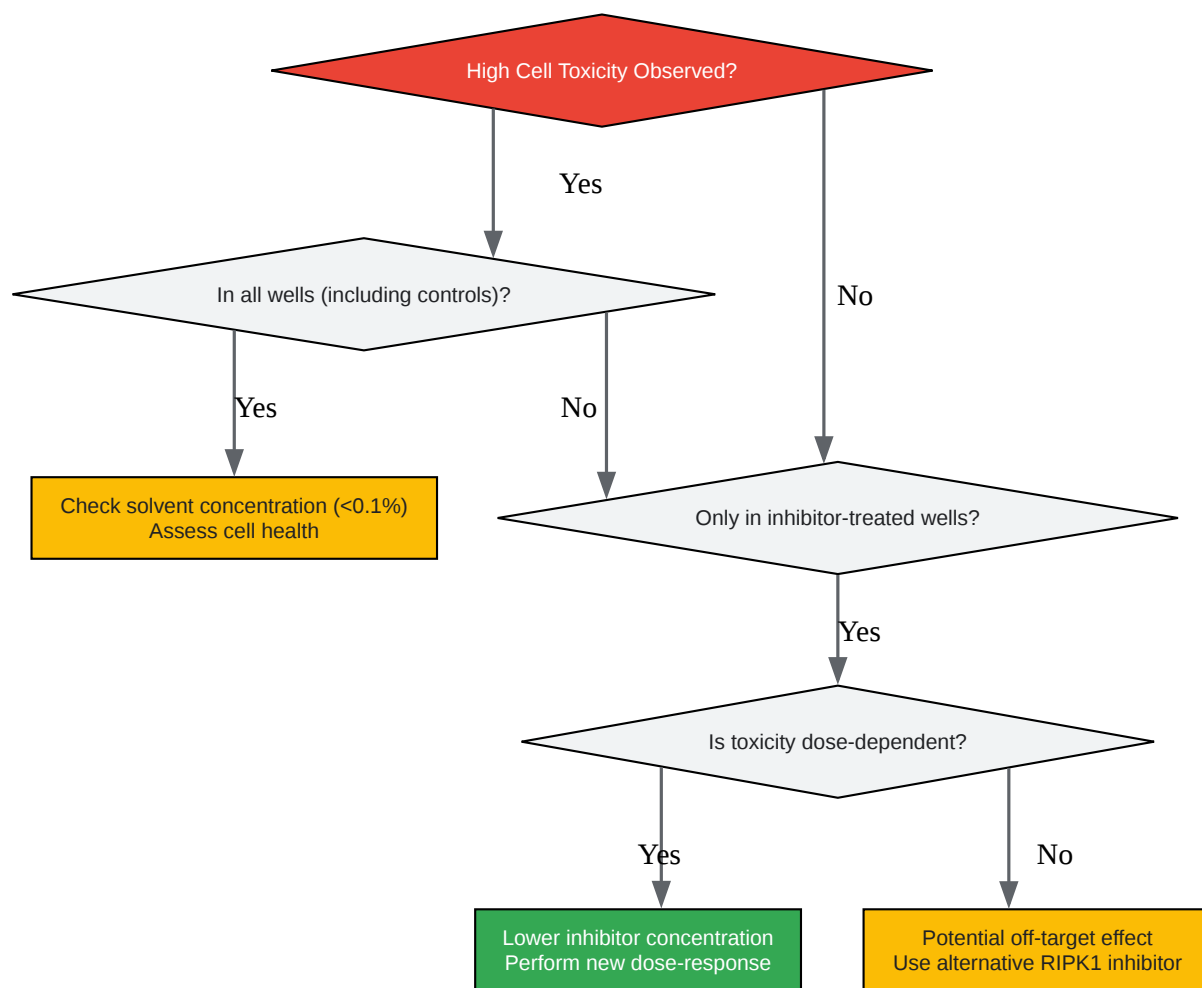 High Cell Toxicity Observed?
Yes
In all wells (including controls)?
No
Yes
No
Check solvent concentration (<0.1%)
Assess cell health
Only in inhibitor-treated wells?
Yes
Is toxicity dose-dependent?
Yes
No
Lower inhibitor concentration
Perform new dose-response
Potential off-target effect
Use alternative RIPK1 inhibitor